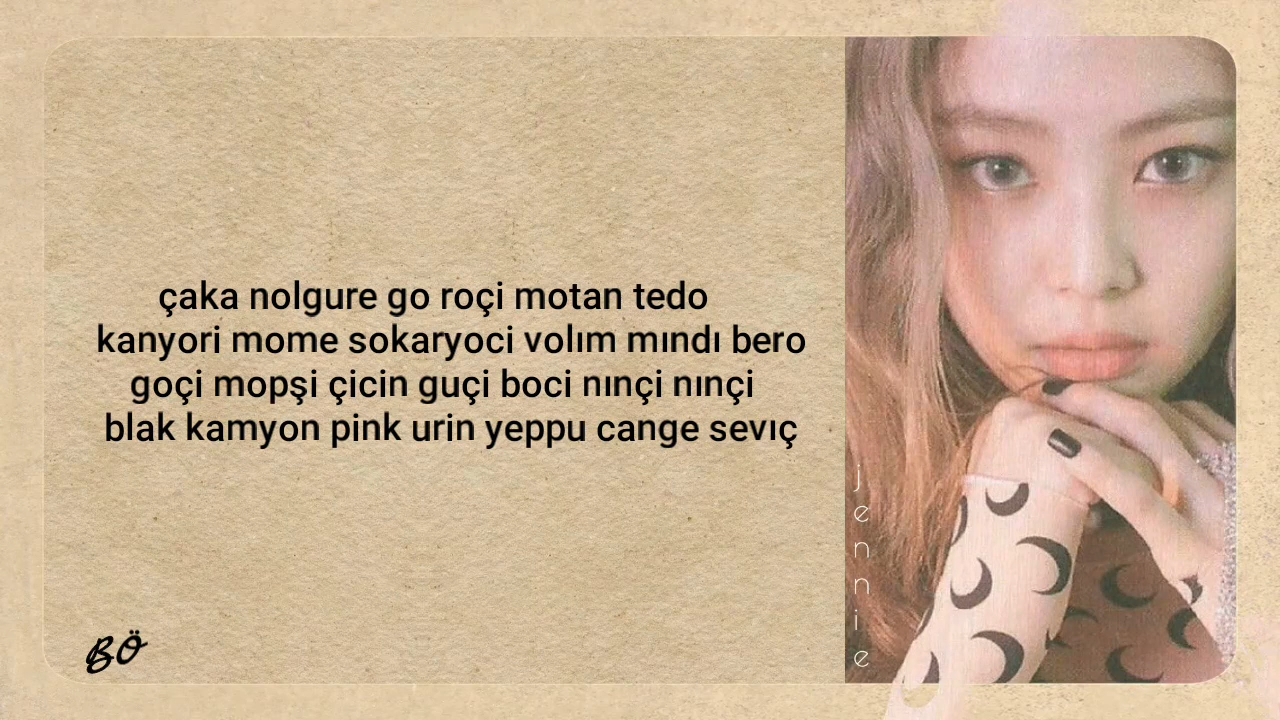 çaka nolgure go roçi motan tedo
kanyori mome sokaryoci volım mındı bero
goçi mopşi çicin guçi boci nınçi nınçi
blak kamyon pink urin yeppu cange sevıç
BÖ
jennie